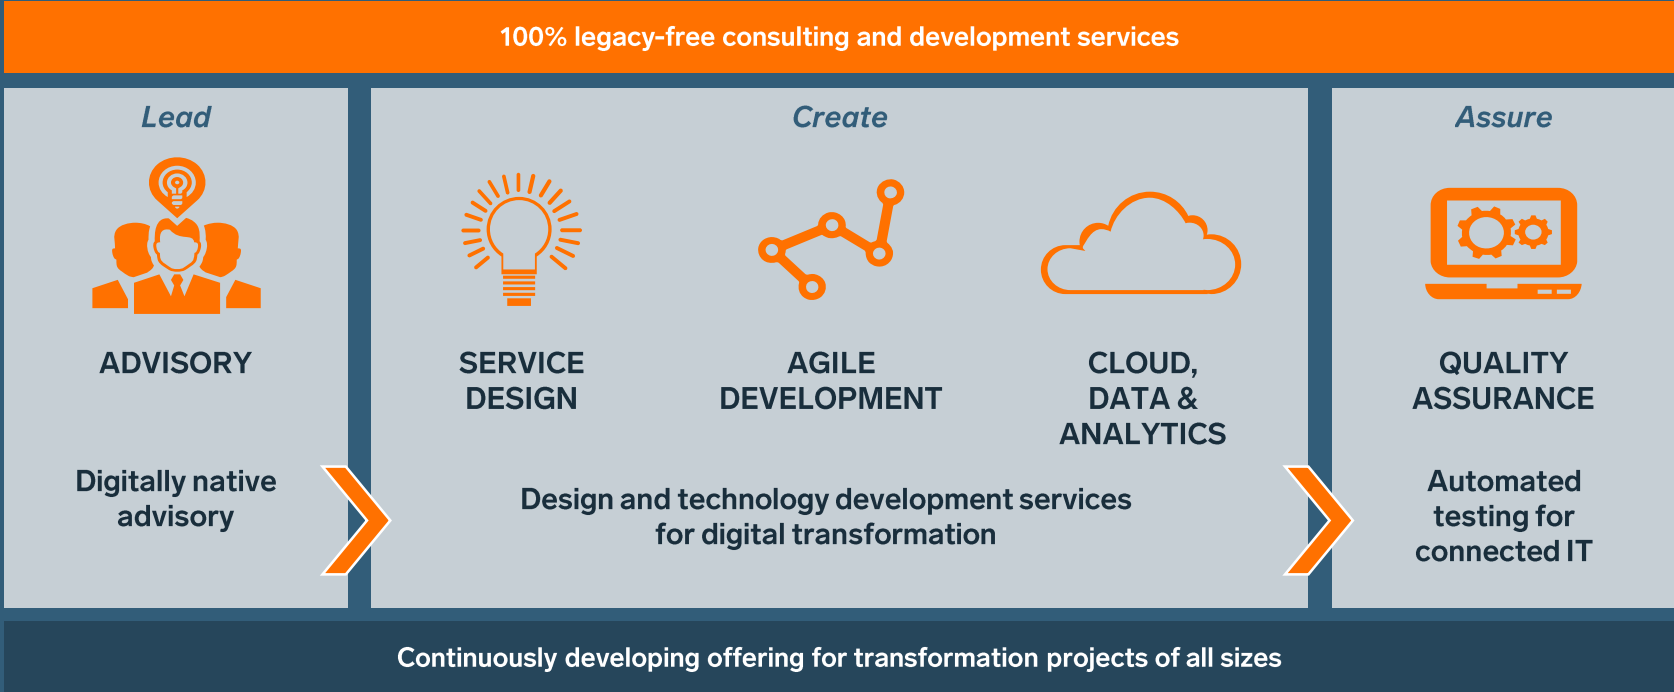 100% legacy-free consulting and development services
Lead
ADVISORY
Digitally native
advisory
Create
SERVICE
DESIGN
AGILE
DEVELOPMENT
CLOUD,
DATA &
ANALYTICS
Design and technology development services
for digital transformation
Assure
QUALITY
ASSURANCE
Automated
testing for
connected IT
Continuously developing offering for transformation projects of all sizes